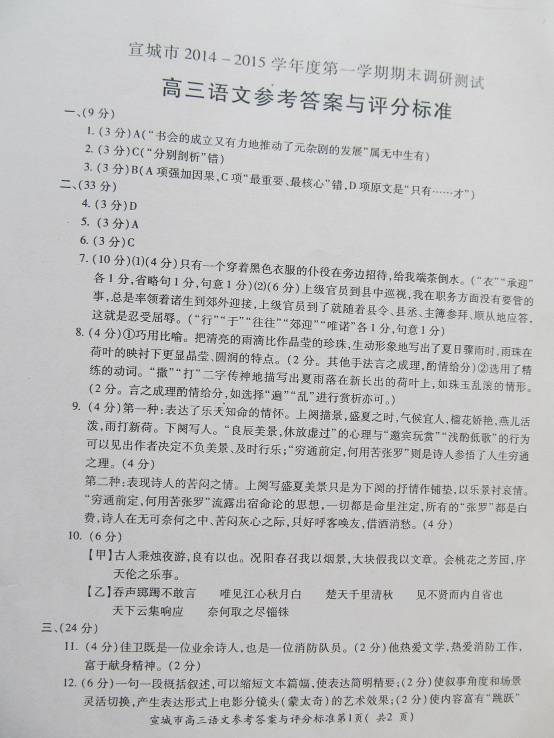 宣城市 2014－2015 学年度第一学期期末调研测试
高三语文参考答案与评分标准
一、(9 分)
1. (3 分)A(“书会的成立又有力地推动了元杂剧的发展”属无中生有)
2. (3 分)C(“分别剖析”错)
3. (3 分)B(A 项强加因果,C 项“最重要、最核心”错,D 项原文是“只有……才”)
二、(33 分)
4. (3 分)D
5. (3 分)A
6. (3 分)C
7. (10 分)(1)(4 分)只有一个穿着黑色衣服的仆役在旁边招待,给我端茶倒水。(“衣”“承迎”
各 1 分,省略句 1 分,句意 1 分)(2)(6 分)上级官员到县中巡视,我在职务方面没有要管的
事,总是率领着诸生到郊外迎接,上级官员到了就随着县令、县丞、主簿参拜、顺从地应答,
这就是忍受屈辱。(“行”“于”“往往”“郊迎”“唯诺”各 1 分,句意 1 分)
8. (4 分)①巧用比喻。把清亮的雨滴比作晶莹的珍珠,生动形象地写出了夏日骤雨时,雨珠在
荷叶的映衬下更显晶莹、圆润的特点。(2 分。其他手法言之成理,酌情给分)②选用了精
练的动词。“撒”“打”二字传神地描写出夏雨落在新长出的荷叶上,如珠玉乱滚的情形。
(2 分。言之成理酌情给分,如选择“遍”“乱”进行赏析亦可。)
9. (4 分)第一种:表达了乐天知命的情怀。上阕描景,盛夏之时,气候宜人,榴花娇艳,燕儿活
泼,雨打新荷。下阕写人。“良辰美景,休放虚过”的心理与“邀宾玩赏”“浅酌低歌”的行为
可以见出作者决定不负美景、及时行乐;“穷通前定,何用苦张罗”则是诗人参悟了人生穷通
之理。(4 分)
第二种:表现诗人的苦闷之情。上阕写盛夏美景只是为下阕的抒情作铺垫,以乐景衬哀情。
“穷通前定,何用苦张罗”流露出宿命论的思想,一切都是命里注定,所有的“张罗”都是白
费,诗人在无可奈何之中、苦闷灰心之际,只好呼客唤友,借酒消愁。(4 分)
10. (6 分)
【甲】古人秉烛夜游,良有以也。况阳春召我以烟景,大块假我以文章。会桃花之芳园,序
天伦之乐事。
【乙】吞声踯躅不敢言 唯见江心秋月白 楚天千里清秋 见不贤而内自省也
天下云集响应 奈何取之尽锱铢
三、(24 分)
11. (4 分)佳卫既是一位业余诗人,也是一位消防队员。(2 分)他热爱文学,热爱消防工作,
富于献身精神。(2 分)
12. (6 分)一句一段概括叙述,可以缩短文本篇幅,使表达简明精要;(2 分)使叙事角度和场景
灵活切换,产生表达形式上电影分镜头(蒙太奇)的艺术效果;(2 分)使内容富有“跳跃”
宣城市高三语文参考答案与评分标准第1页( 共2 页)